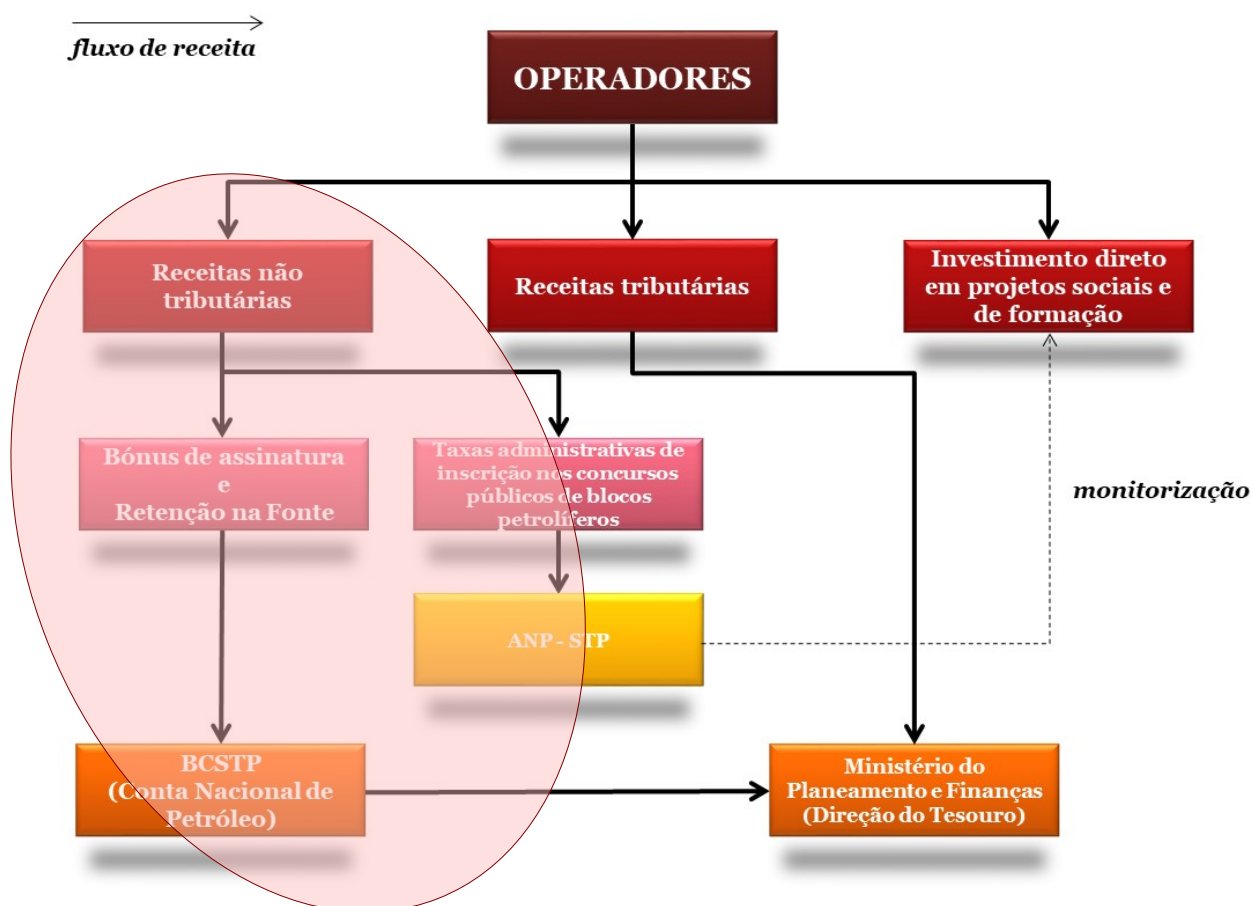 fluxo de receita
OPERADORES
Receitas não
tributárias
Receitas tributárias
Investimento direto
em projetos sociais e
de formação
Bónus de assinatura
e
Retenção na Fonte
Taxas administrativas de
inscrição nos concursos
públicos de blocos
petrolíferos
monitorização
ANP - STP
BCSTP
(Conta Nacional de
Petróleo)
Ministério do
Planeamento e Finanças
(Direção do Tesouro)